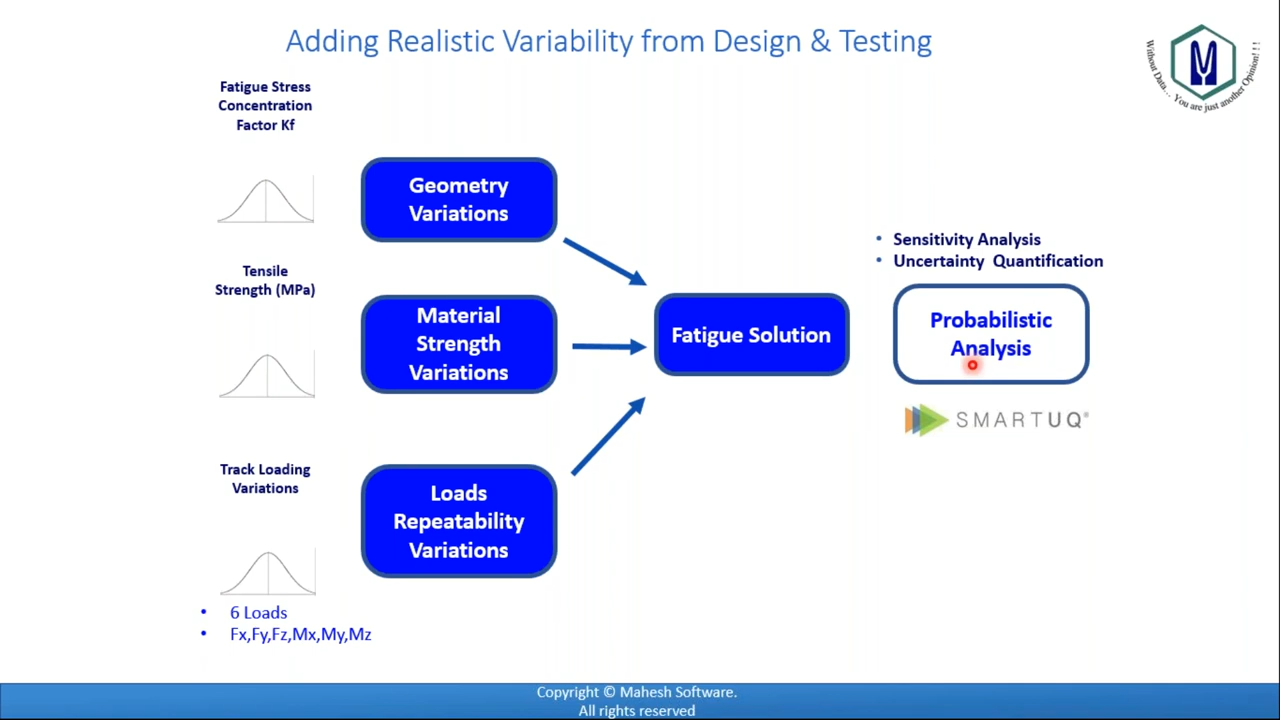 Adding Realistic Variability from Design & Testing
Without Data... You are just another Opinion!!!
Fatigue Stress
Concentration
Factor Kf
Geometry
Variations
Tensile
Strength (MPa)
Material
Strength
Variations
Track Loading
Variations
Loads
Repeatability
Variations
• 6 Loads
• Fx,Fy,Fz,Mx,My,Mz
Fatigue Solution
• Sensitivity Analysis
• Uncertainty Quantification
Probabilistic
Analysis
SMARTUQ®
Copyright © Mahesh Software.
All rights reserved